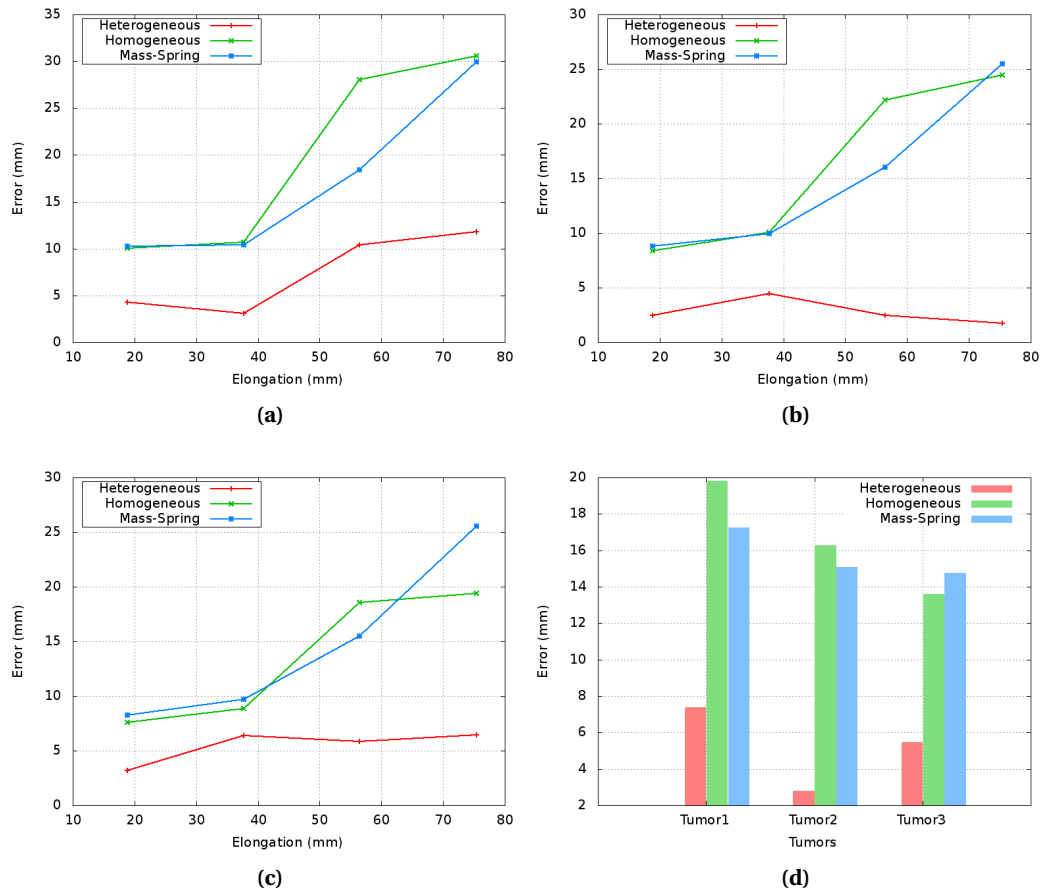 Heterogeneous
Homogeneous
Mass-Spring
35
30
25
20
15
10
5
0
Error (mm)
10 20 30 40 50 60 70 80
Elongation (mm)
(a)
Heterogeneous
Homogeneous
Mass-Spring
30
25
20
15
10
5
0
Error (mm)
10 20 30 40 50 60 70 80
Elongation (mm)
(b)
Heterogeneous
Homogeneous
Mass-Spring
30
25
20
15
10
5
0
Error (mm)
10 20 30 40 50 60 70 80
Elongation (mm)
(c)
Heterogeneous
Homogeneous
Mass-Spring
20
18
16
14
12
10
8
6
4
2
Error (mm)
Tumor1 Tumor2 Tumor3
Tumors
(d)